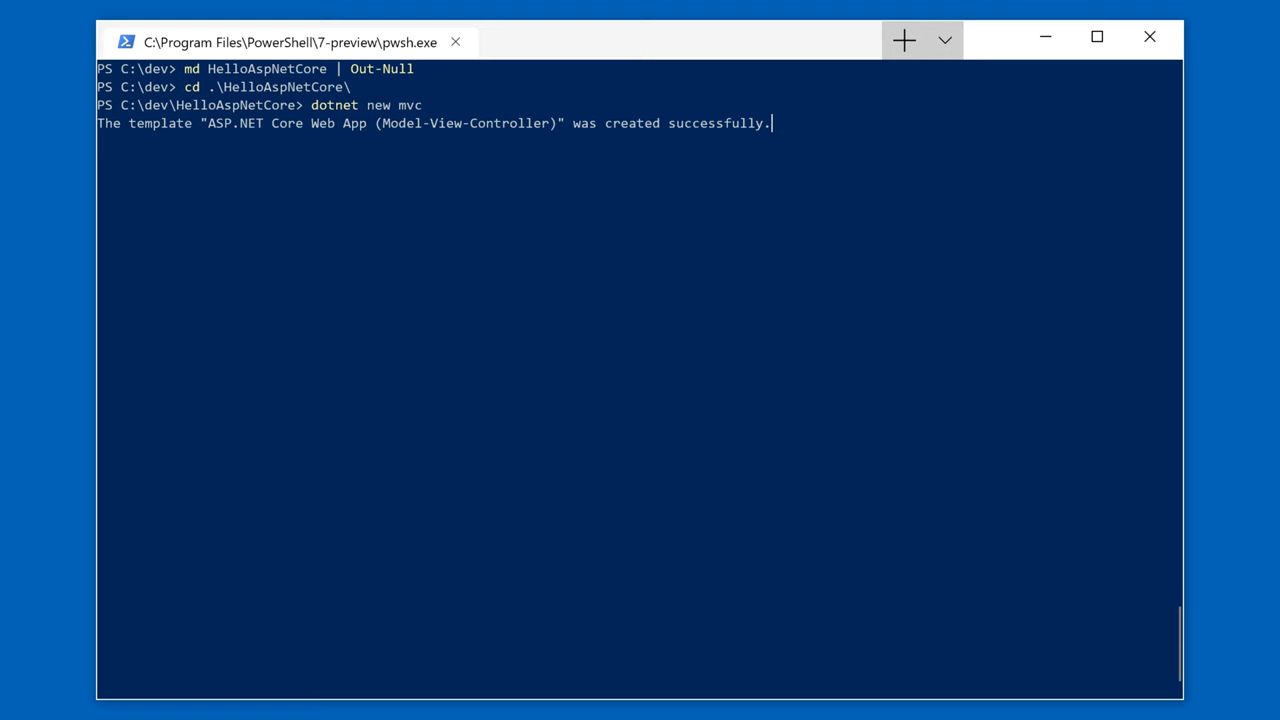 C:\Program Files\PowerShell\7-preview\pwsh.exe
PS C:\dev> md HelloAspNetCore | Out-Null
PS C:\dev> cd .\HelloAspNetCore\
PS C:\dev\HelloAspNetCore> dotnet new mvc
The template "ASP.NET Core Web App (Model-View-Controller)" was created successfully.